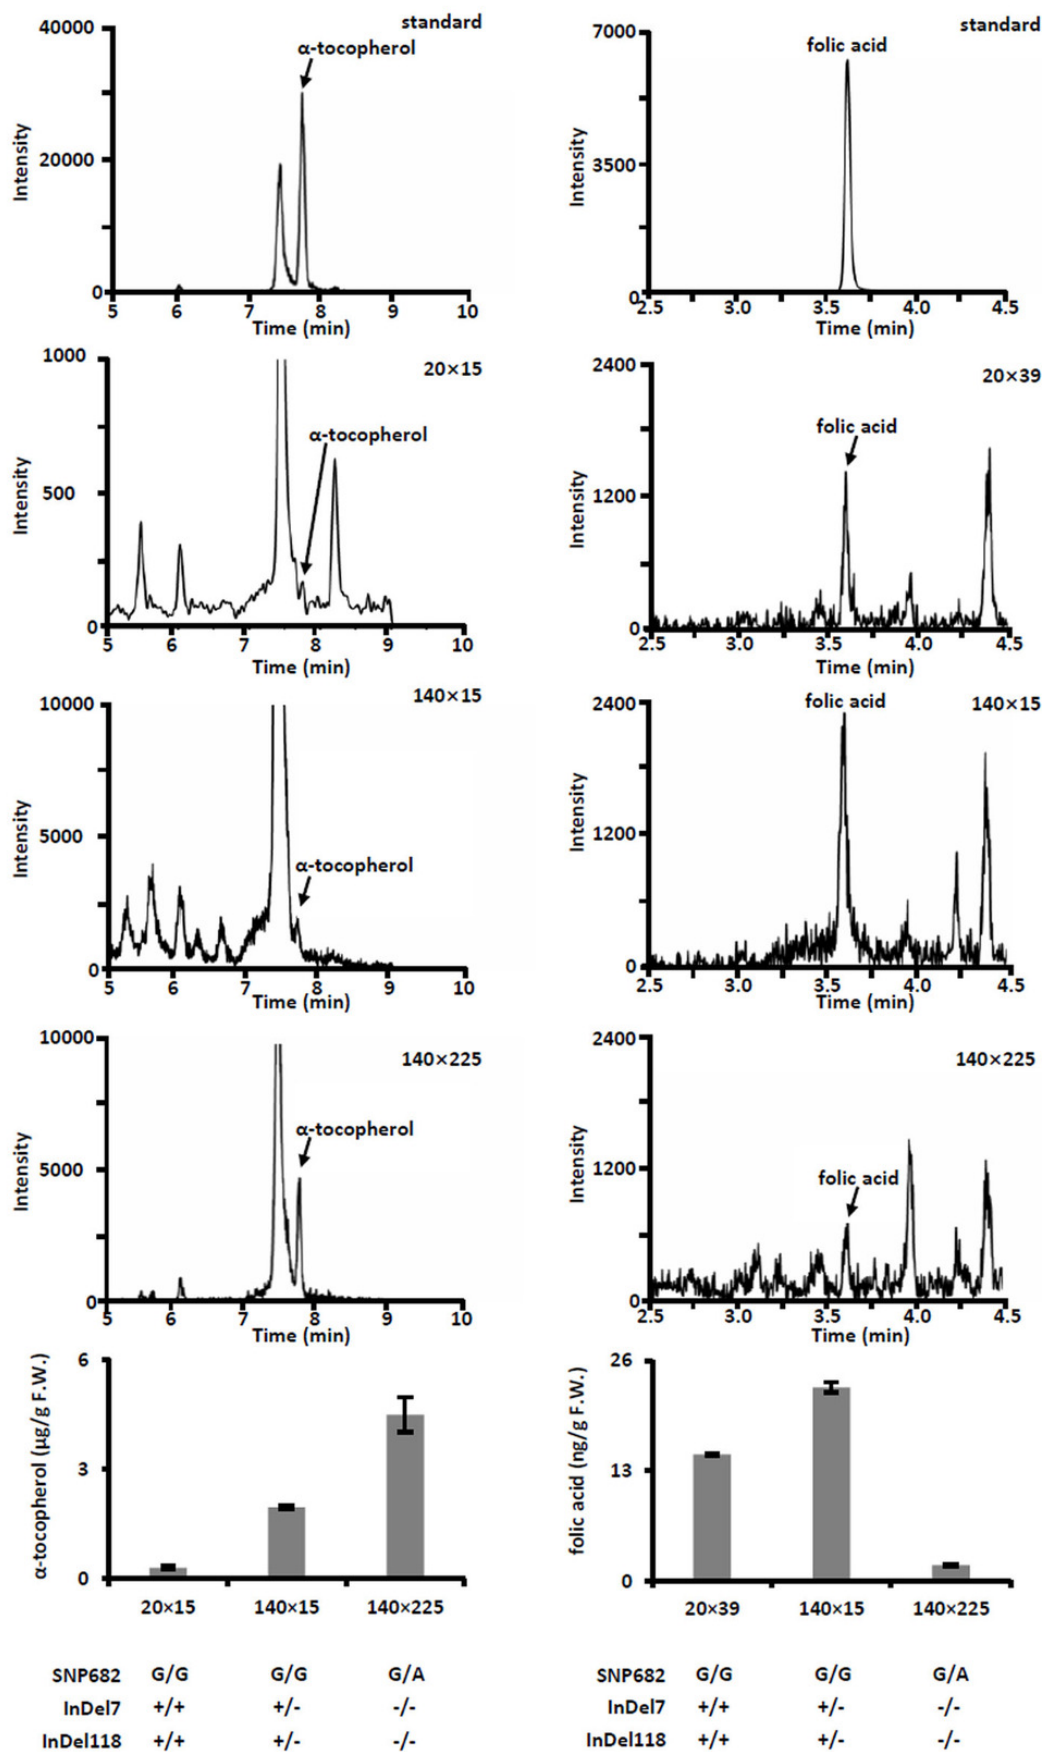 standard
α-tocopherol
40000
20000
0
Intensity
5 6 7 8 9 10
Time (min)
standard
folic acid
7000
3500
0
Intensity
2.5 3.0 3.5 4.0 4.5
Time (min)
20×15
α-tocopherol
1000
500
0
Intensity
5 6 7 8 9 10
Time (min)
20×39
folic acid
2400
1200
0
Intensity
2.5 3.0 3.5 4.0 4.5
Time (min)
140×15
α-tocopherol
10000
5000
0
Intensity
5 6 7 8 9 10
Time (min)
140×15
folic acid
2400
1200
0
Intensity
2.5 3.0 3.5 4.0 4.5
Time (min)
140×225
α-tocopherol
10000
5000
0
Intensity
5 6 7 8 9 10
Time (min)
140×225
folic acid
2400
1200
0
Intensity
2.5 3.0 3.5 4.0 4.5
Time (min)
α-tocopherol (µg/g F.W.)
6
3
0
20×15 140×15 140×225
folic acid (ng/g F.W.)
26
13
0
20×39 140×15 140×225
SNP682 G/G G/G G/A
InDel7 +/+ +/- -/-
InDel118 +/+ +/- -/-
SNP682 G/G G/G G/A
InDel7 +/+ +/- -/-
InDel118 +/+ +/- -/-